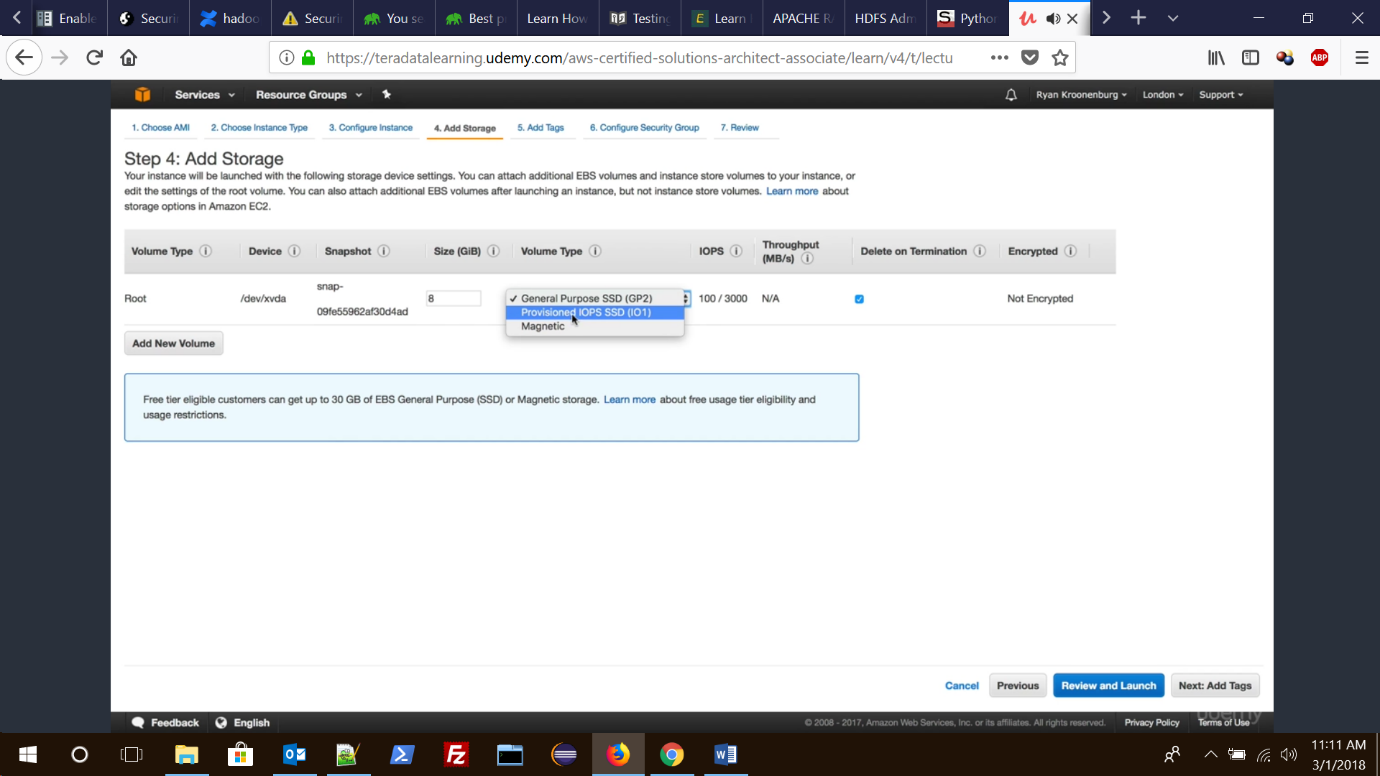 Enable
Securi
hadoo
Securi
You se
Best p
Learn How
Testing
E Learn
APACHE RA
HDFS Adm
S Python
https://teradatalearning.udemy.com/aws-certified-solutions-architect-associate/learn/v4/t/lectu
ABP
Services Resource Groups Ryan Kroonenburg London Support
1. Choose AMI 2. Choose Instance Type 3. Configure Instance 4. Add Storage 5. Add Tags 6. Configure Security Group 7. Review
Step 4: Add Storage
Your instance will be launched with the following storage device settings. You can attach additional EBS volumes and instance store volumes to your instance, or
edit the settings of the root volume. You can also attach additional EBS volumes after launching an instance, but not instance store volumes. Learn more about
storage options in Amazon EC2.
Volume Type Device Snapshot Size (GiB) Volume Type IOPS Throughput (MB/s) Delete on Termination Encrypted
Root /dev/xvda snap-09fe55962af30d4ad 8 General Purpose SSD (GP2) 100 / 3000 N/A Not Encrypted
Provisioned IOPS SSD (IO1)
Magnetic
Add New Volume
Free tier eligible customers can get up to 30 GB of EBS General Purpose (SSD) or Magnetic storage. Learn more about free usage tier eligibility and
usage restrictions.
Cancel Previous Review and Launch Next: Add Tags
Feedback English © 2008 - 2017, Amazon Web Services, Inc. or its affiliates. All rights reserved. Privacy Policy Terms of Use
udemy
11:11 AM
3/1/2018